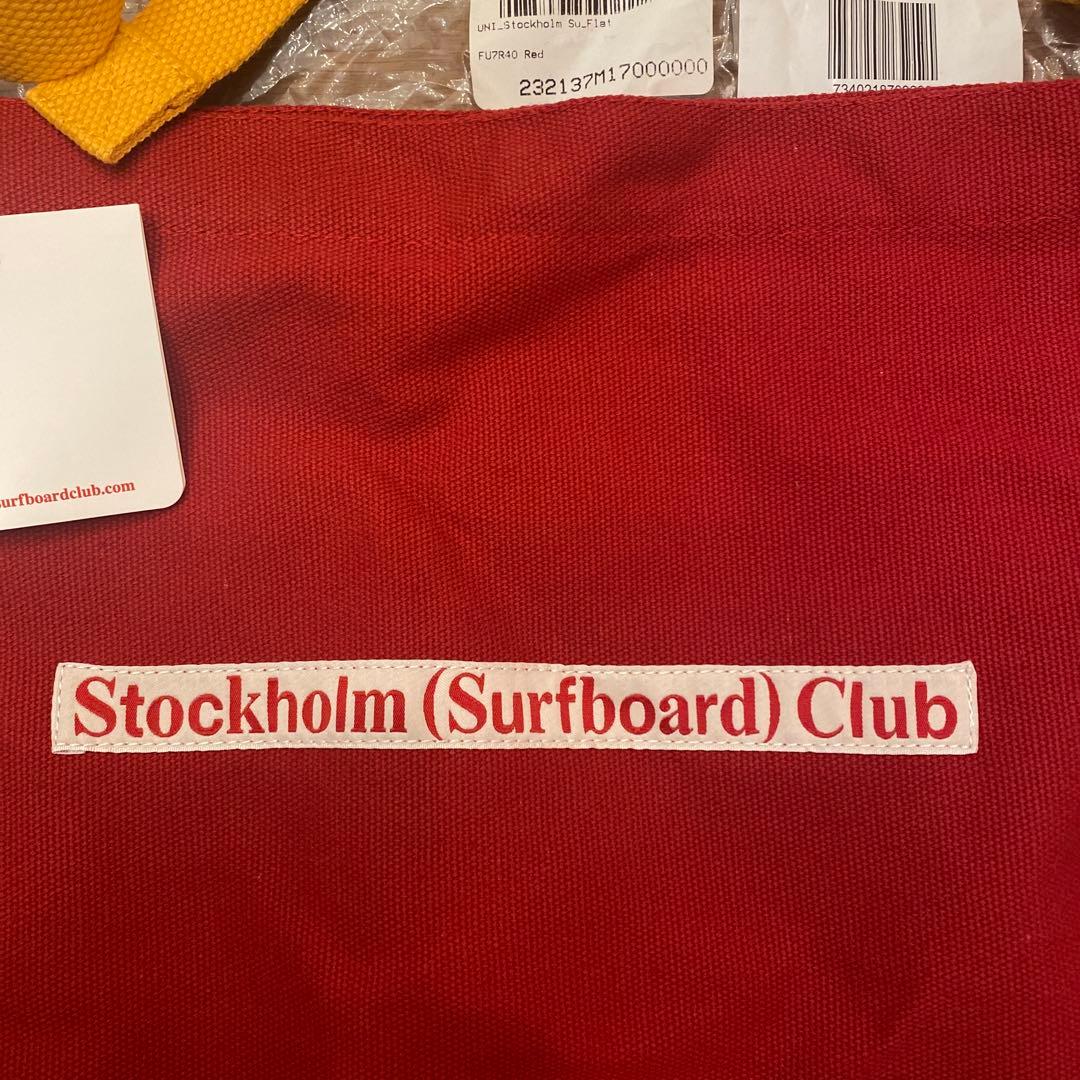 UNI_Stockholm Su_Flat
FU7R40 Red
232137M17000000
urfboardclub.com
Stockholm (Surfboard) Club